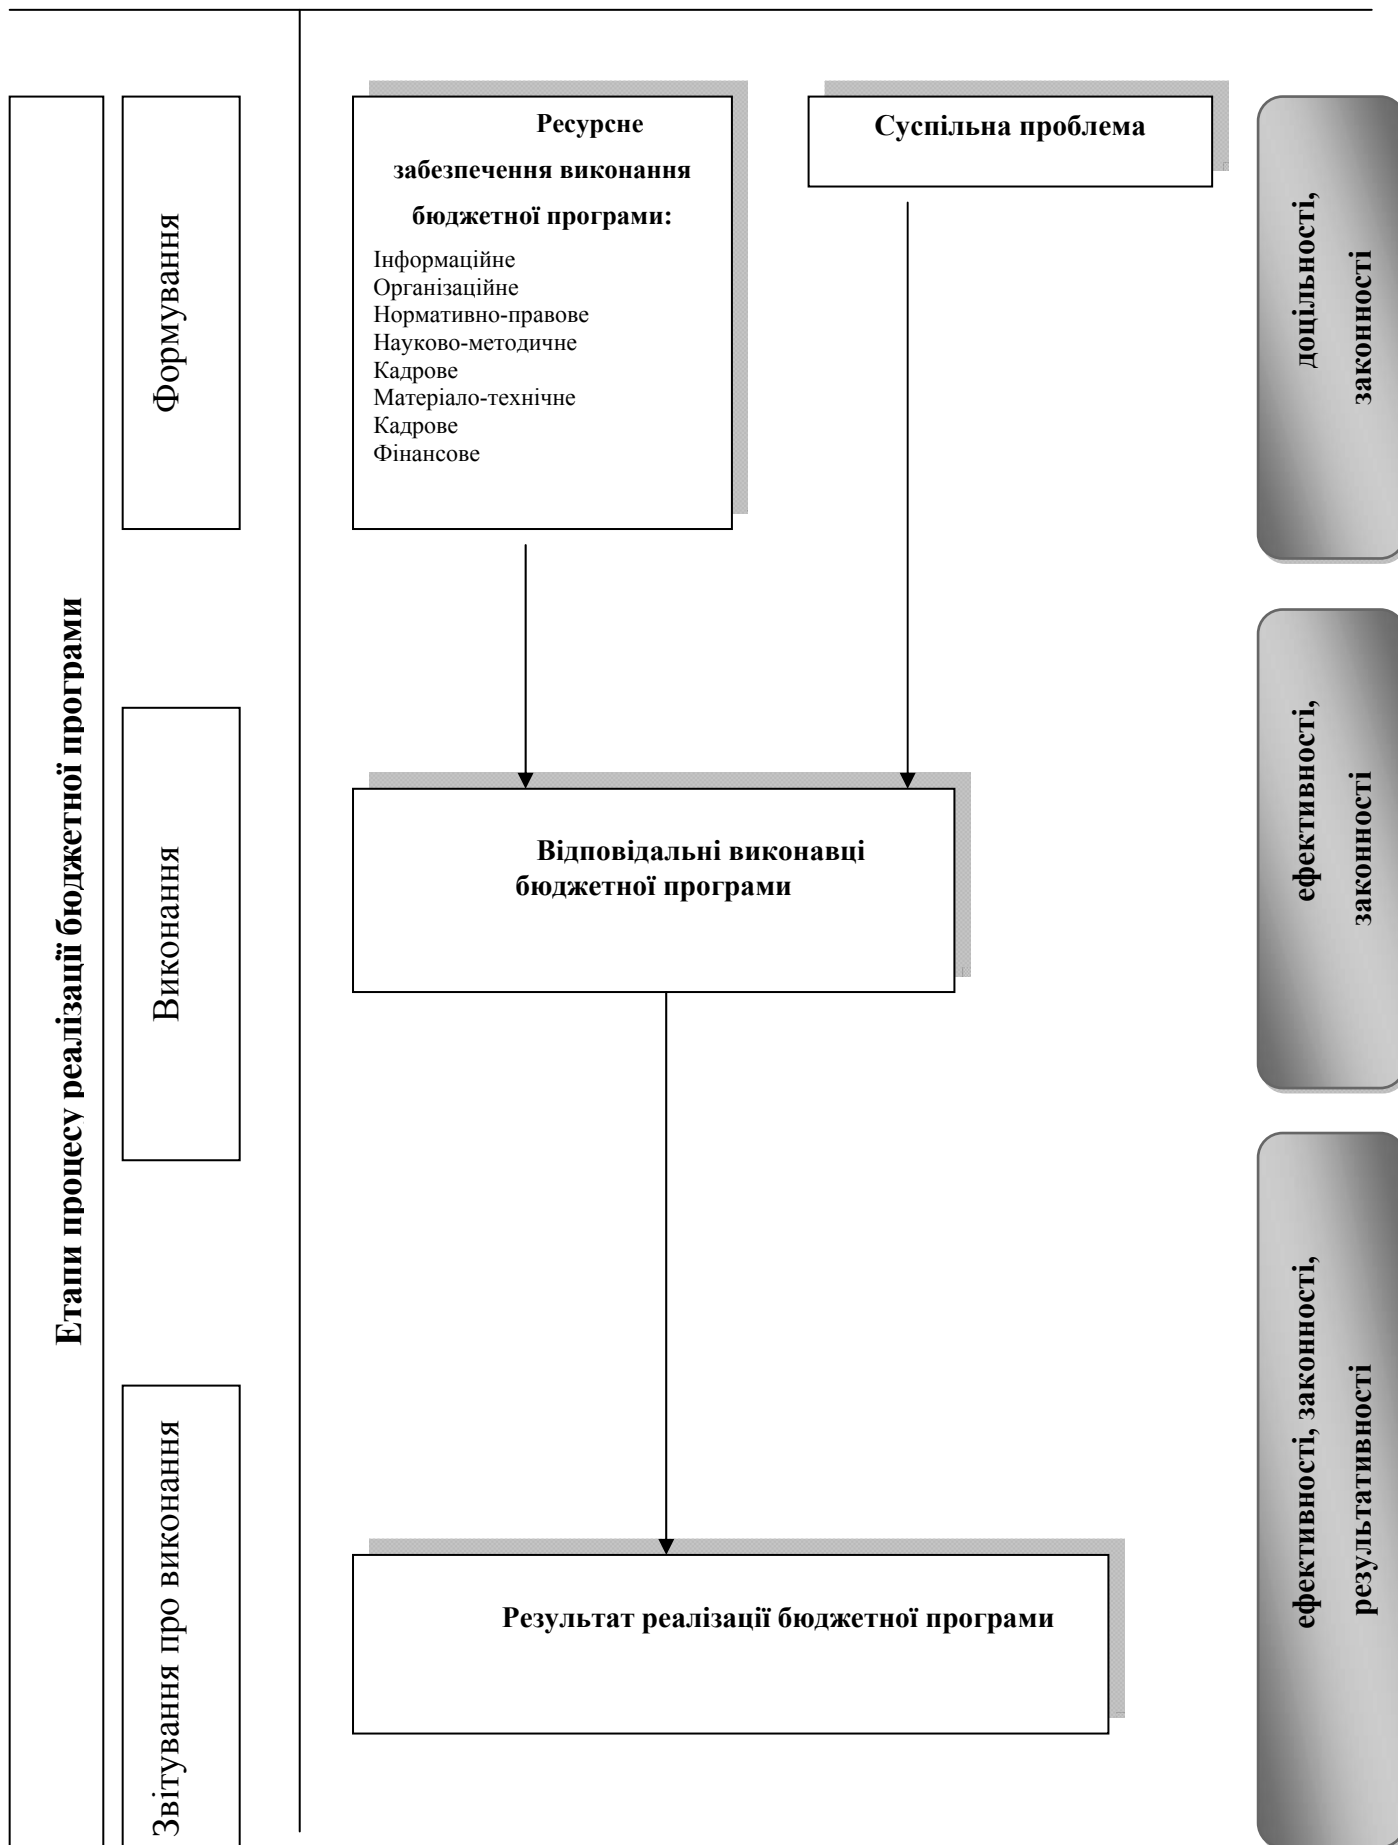 Етапи процесу реалізації бюджетної програми
Формування
Ресурсне
забезпечення виконання
бюджетної програми:
Інформаційне
Організаційне
Нормативно-правове
Науково-методичне
Кадрове
Матеріало-технічне
Кадрове
Фінансове
Суспільна проблема
доцільності,
законності
Виконання
Відповідальні виконавці
бюджетної програми
ефективності,
законності
Звітування про виконання
Результат реалізації бюджетної програми
ефективності, законності,
результативності